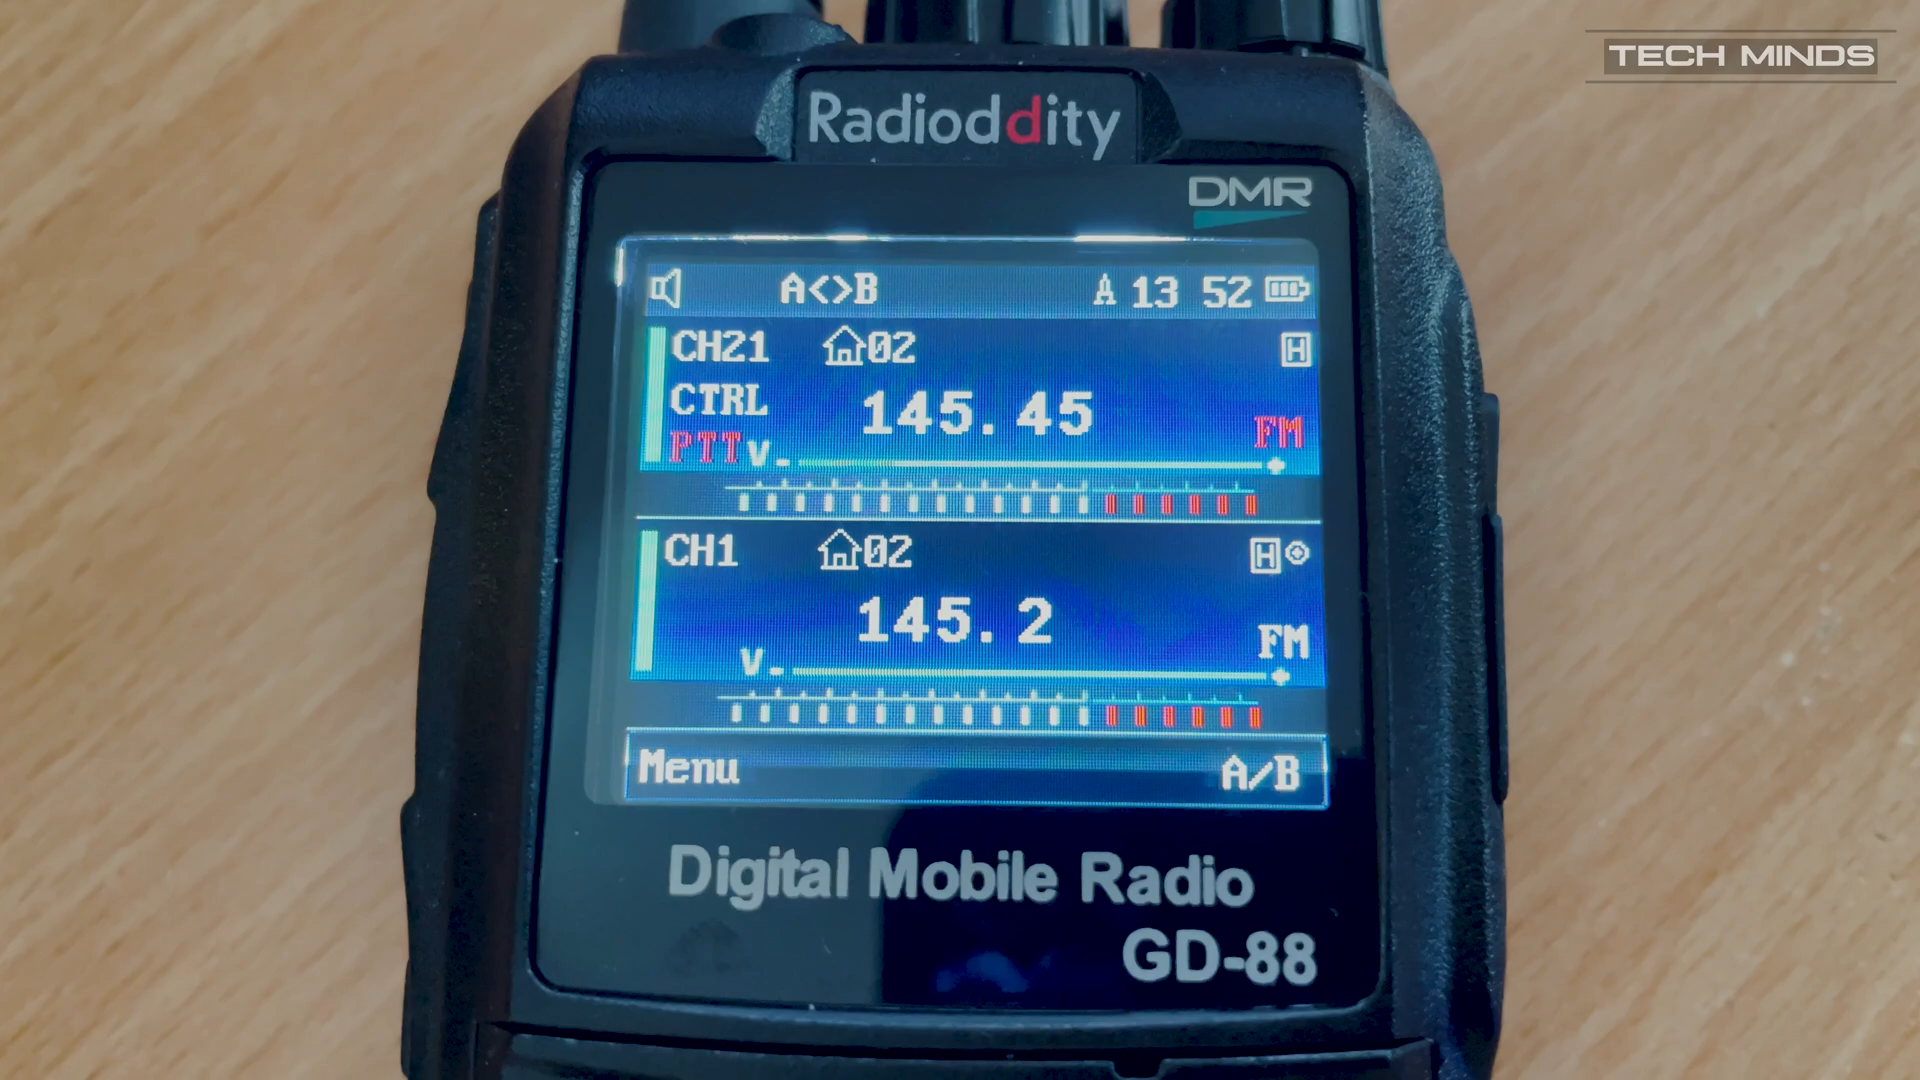 TECH MINDS
Radioddity
DMR
A<>B A 13 52
CH21 02 H
CTRL 145.45
PTT V. FM
CH1 02 H
145.2
V. FM
Menu A/B
Digital Mobile Radio
GD-88